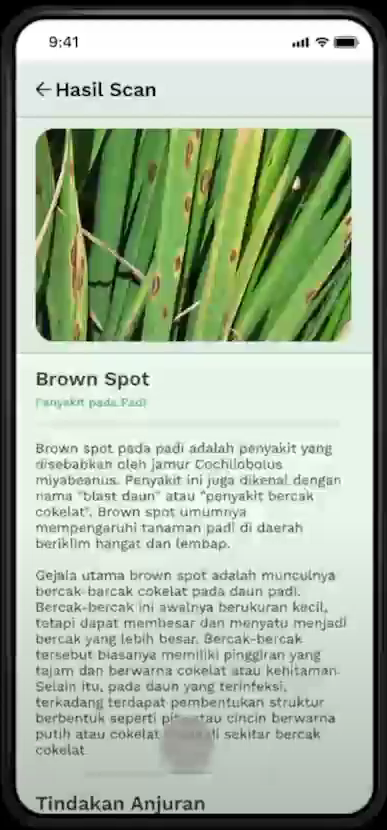 9:41
Hasil Scan
Brown Spot
Penyakit pada Padi
Brown spot pada padi adalah penyakit yang
disebabkan oleh jamur Cochliobolus
miyabeanus. Penyakit ini juga dikenal dengan
nama "blast daun" atau "penyakit bercak
cokelat". Brown spot umumnya
mempengaruhi tanaman padi di daerah
beriklim hangat dan lembap.
Gejala utama brown spot adalah munculnya
bercak-bercak cokelat pada daun padi.
Bercak-bercak ini awalnya berukuran kecil,
tetapi dapat membesar dan menyatu menjadi
bercak yang lebih besar. Bercak-bercak
tersebut biasanya memiliki pinggiran yang
tajam dan berwarna cokelat atau kehitaman.
Selain itu, pada daun yang terinfeksi,
terkadang terdapat pembentukan struktur
berbentuk seperti atau cincin berwarna
putih atau cokelat di sekitar bercak
cokelat
Tindakan Anjuran